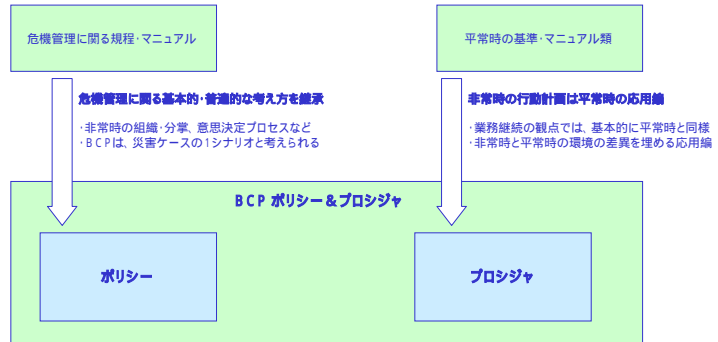 危機管理に関る規程・マニュアル
平常時の基準・マニュアル類
危機管理に関る基本的・普遍的な考え方を継承
・非常時の組織・分掌、意思決定プロセスなど
・BCPは、災害ケースの1シナリオと考えられる
非常時の行動計画は平常時の応用編
・業務継続の観点では、基本的に平常時と同様
・非常時と平常時の環境の差異を埋める応用編
BCP ポリシー&プロシジャ
ポリシー
プロシジャ